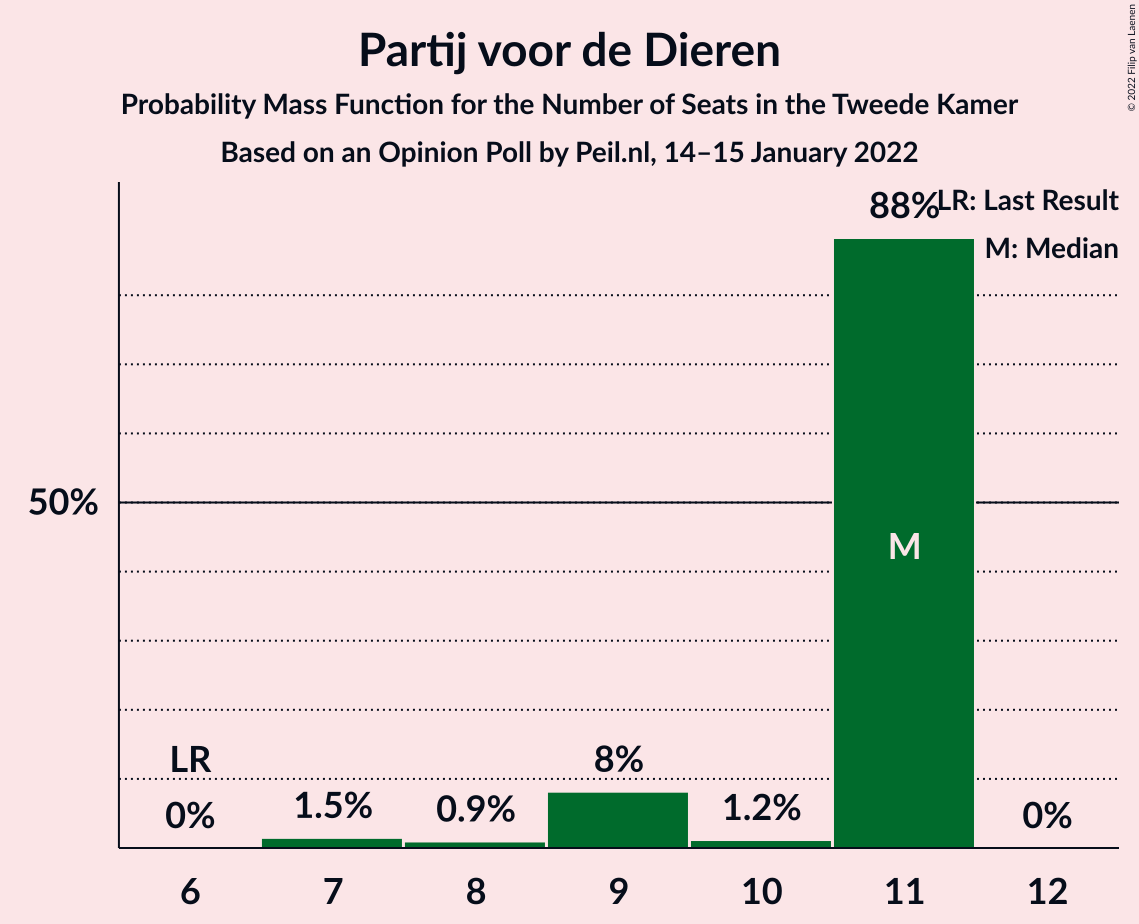 Partij voor de Dieren
Probability Mass Function for the Number of Seats in the Tweede Kamer
Based on an Opinion Poll by Peil.nl, 14–15 January 2022
© 2022 Filip van Laenen
LR: Last Result
M: Median
88%
50%
M
LR
0%
1.5%
0.9%
8%
1.2%
0%
6 7 8 9 10 11 12